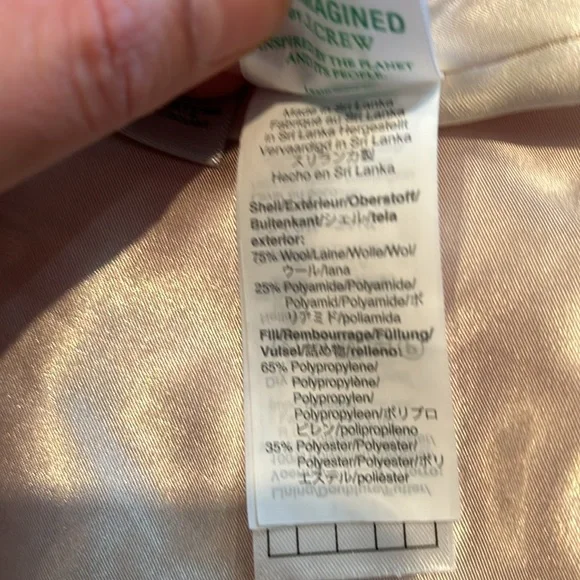 IMAGINED
by J.CREW
INSPIRED BY THE PLANET
AND ITS PEOPLE.
Made in Sri Lanka
Fabriqué au Sri Lanka
in Sri Lanka Hergestellt
Vervaardigd in Sri Lanka
スリランカ製
Hecho en Sri Lanka
Shell/Extérieur/Oberstoff/
Buitenkant/シェル/tela
exterior:
75% Wool/Laine/Wolle/Wol/
ウール/lana
25% Polyamide/Polyamide/
Polyamid/Polyamide/ポ
リアミド/poliamida
Fill/Rembourrage/Füllung/
Vulsel/詰め物/relleno:
65% Polypropylene/
Polypropylène/
Polypropylen/
Polypropyleen/ポリプロ
ピレン/polipropileno
35% Polyester/Polyester/
Polyester/Polyester/ポリ
エステル/poliéster